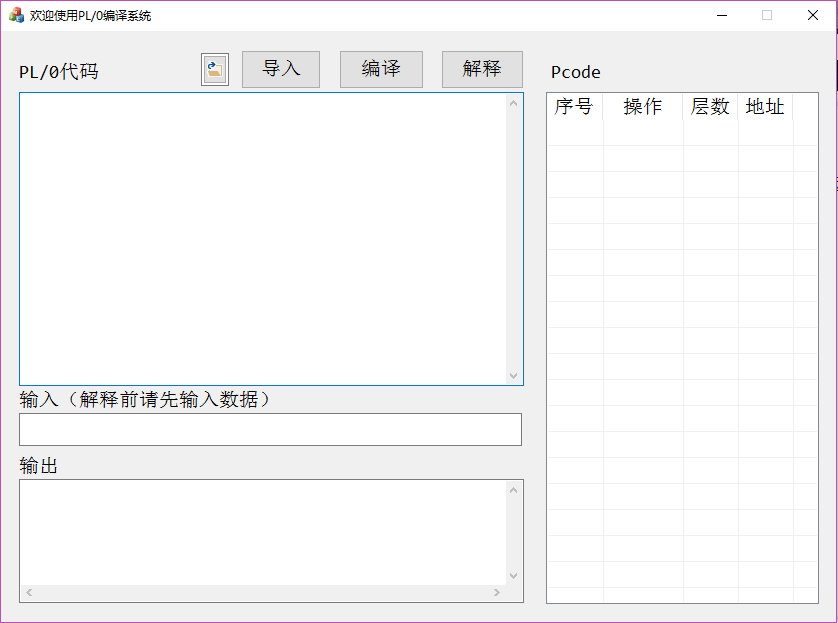 欢迎使用PL/0编译系统
PL/0代码
导入
编译
解释
Pcode
序号 操作 层数 地址
输入（解释前请先输入数据）
输出